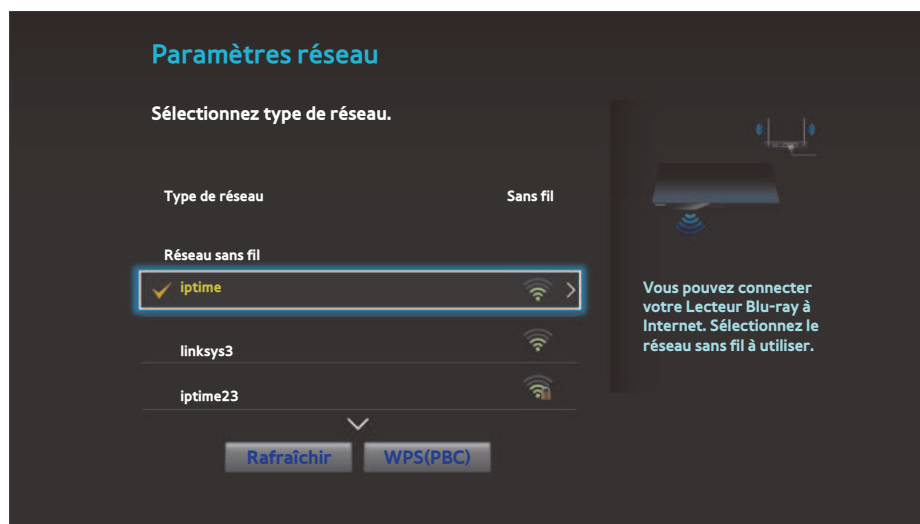 Paramètres réseau
Sélectionnez type de réseau.
Type de réseau Sans fil
Réseau sans fil
iptime
linksys3
iptime23
Rafraîchir WPS(PBC)
Vous pouvez connecter
votre Lecteur Blu-ray à
Internet. Sélectionnez le
réseau sans fil à utiliser.